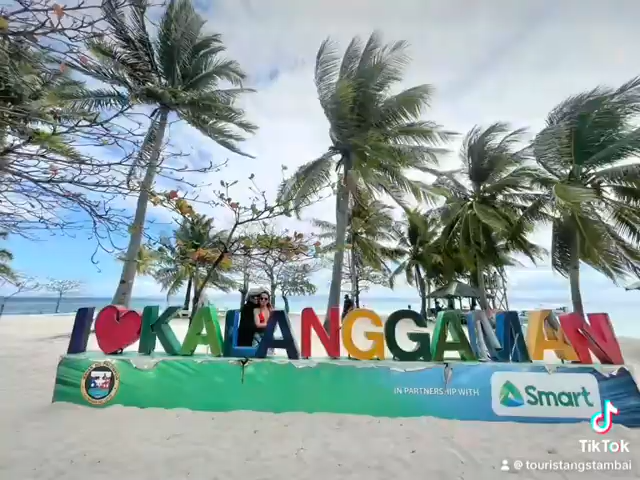 I ❤ KALANGGAMAN
IN PARTNERSHIP WITH
Smart
TikTok
@touristangstambai